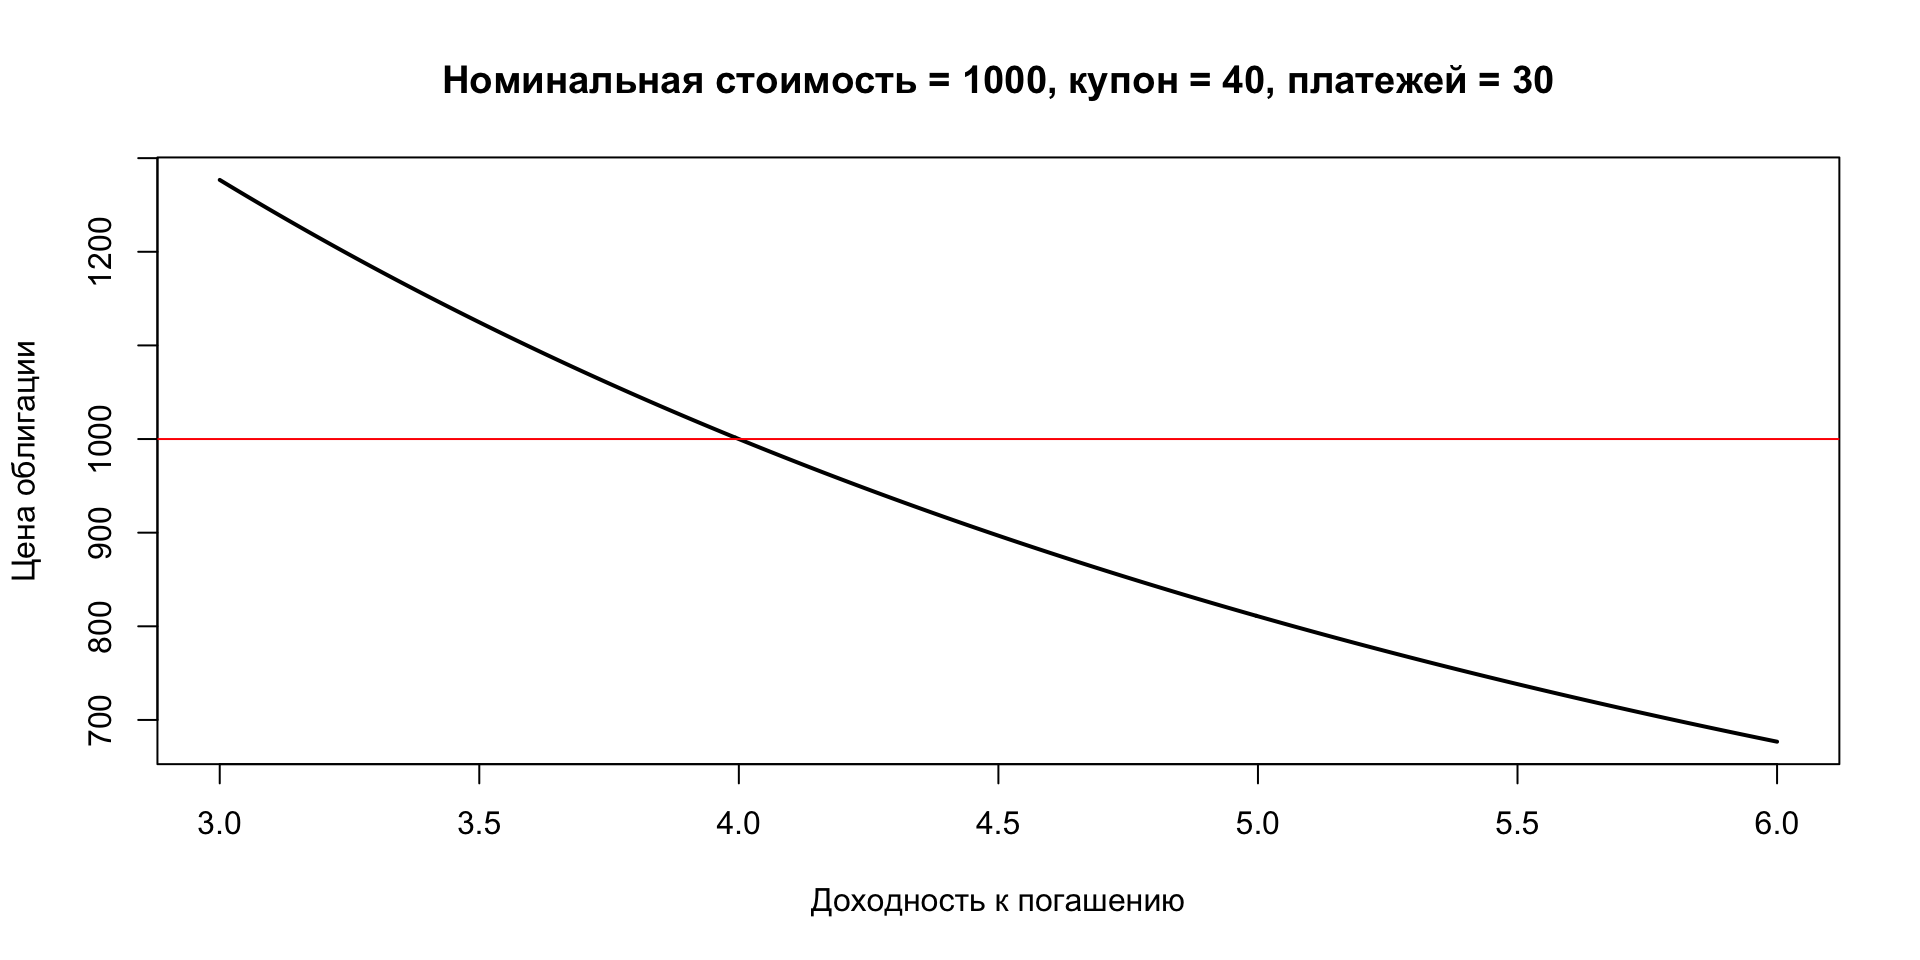 Номинальная стоимость = 1000, купон = 40, платежей = 30
Цена облигации
1200
1000
900
800
700
3.0 3.5 4.0 4.5 5.0 5.5 6.0
Доходность к погашению